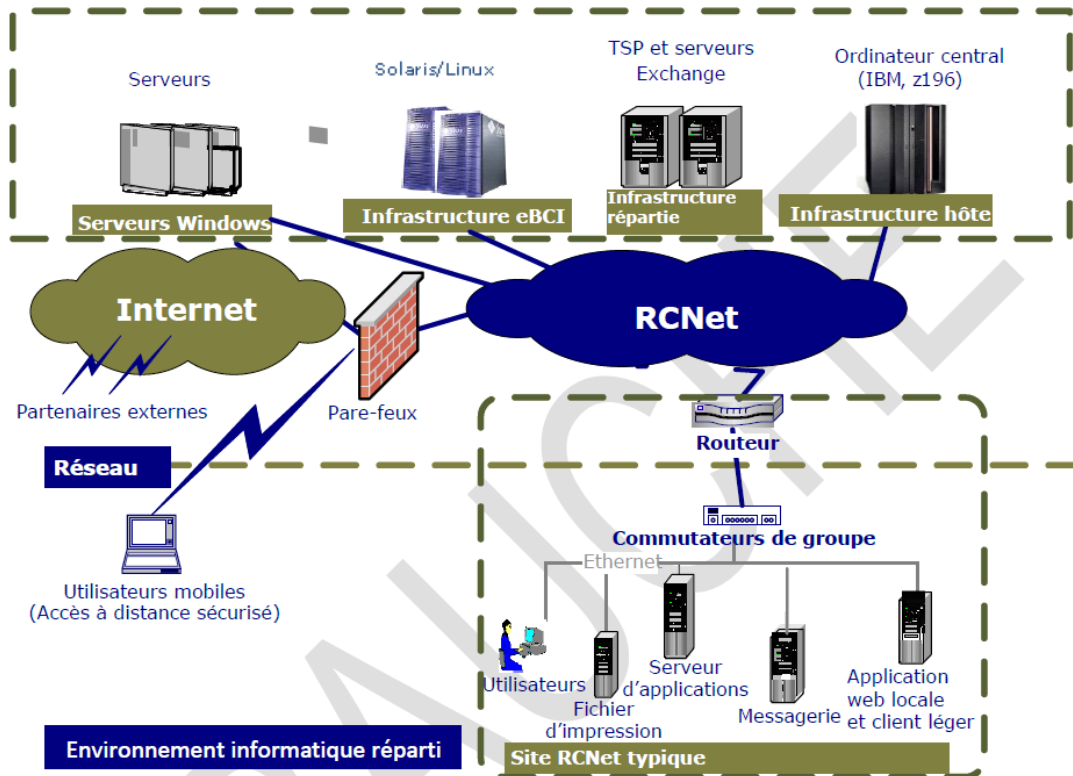 Serveurs
Solaris/Linux
TSP et serveurs
Exchange
Ordinateur central
(IBM, z196)
Serveurs Windows
Infrastructure eBCI
Infrastructure
répartie
Infrastructure hôte
Internet
RCNet
Partenaires externes
Pare-feux
Routeur
Réseau
Commutateurs de groupe
Ethernet
Utilisateurs mobiles
(Accès à distance sécurisé)
Utilisateurs
Fichier
d’impression
Serveur
d’applications
Messagerie
Application
web locale
et client léger
Environnement informatique réparti
Site RCNet typique